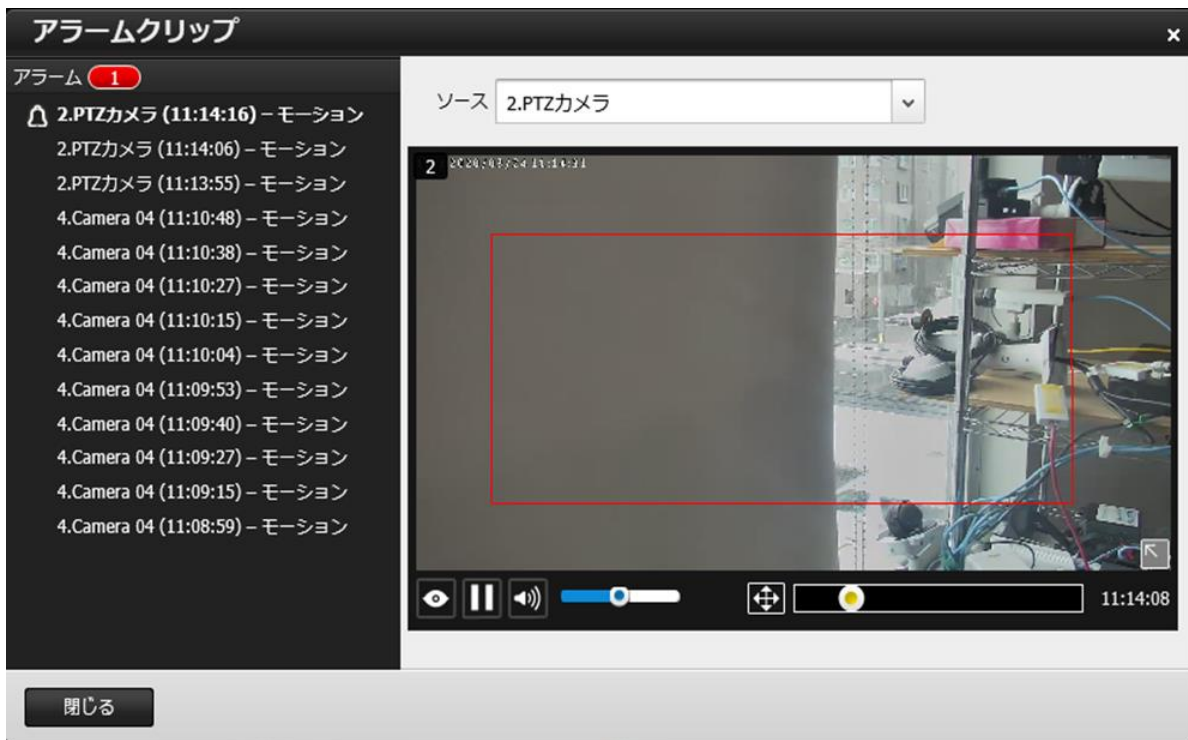 アラームクリップ
×
アラーム 1
2.PTZカメラ (11:14:16) – モーション
2.PTZカメラ (11:14:06) – モーション
2.PTZカメラ (11:13:55) – モーション
4.Camera 04 (11:10:48) – モーション
4.Camera 04 (11:10:38) – モーション
4.Camera 04 (11:10:27) – モーション
4.Camera 04 (11:10:15) – モーション
4.Camera 04 (11:10:04) – モーション
4.Camera 04 (11:09:53) – モーション
4.Camera 04 (11:09:40) – モーション
4.Camera 04 (11:09:27) – モーション
4.Camera 04 (11:09:15) – モーション
4.Camera 04 (11:08:59) – モーション
ソース 2.PTZカメラ
2
11:14:08
閉じる